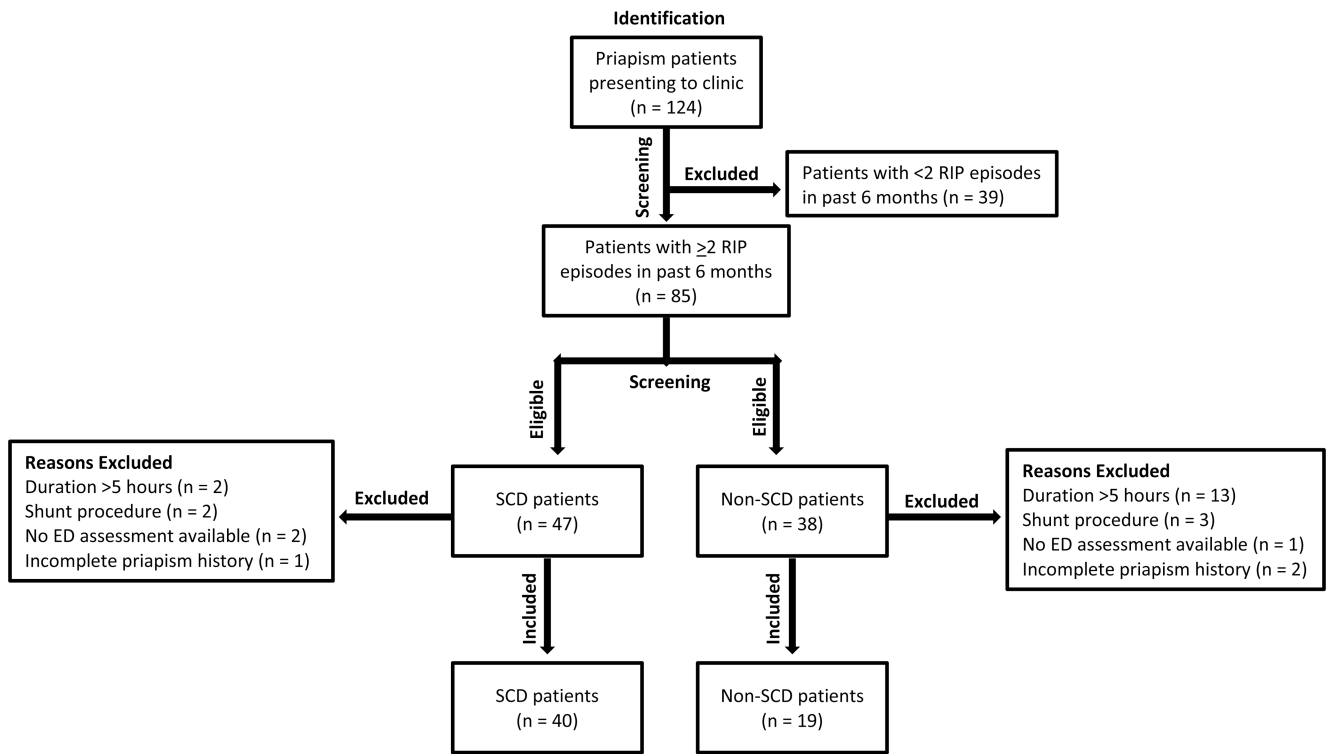 Identification
Priapism patients
presenting to clinic
(n = 124)
Screening
Excluded
Patients with <2 RIP episodes
in past 6 months (n = 39)
Patients with ≥2 RIP
episodes in past 6 months
(n = 85)
Screening
Eligible
Eligible
Reasons Excluded
Duration >5 hours (n = 2)
Shunt procedure (n = 2)
No ED assessment available (n = 2)
Incomplete priapism history (n = 1)
Excluded
SCD patients
(n = 47)
Non-SCD patients
(n = 38)
Excluded
Reasons Excluded
Duration >5 hours (n = 13)
Shunt procedure (n = 3)
No ED assessment available (n = 1)
Incomplete priapism history (n = 2)
Included
Included
SCD patients
(n = 40)
Non-SCD patients
(n = 19)